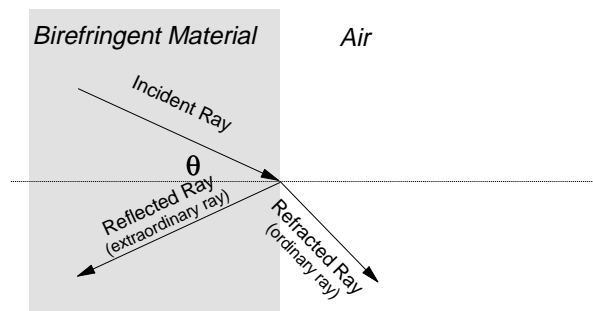 Birefringent Material
Air
Incident Ray
θ
Reflected Ray
(extraordinary ray)
Refracted Ray
(ordinary ray)